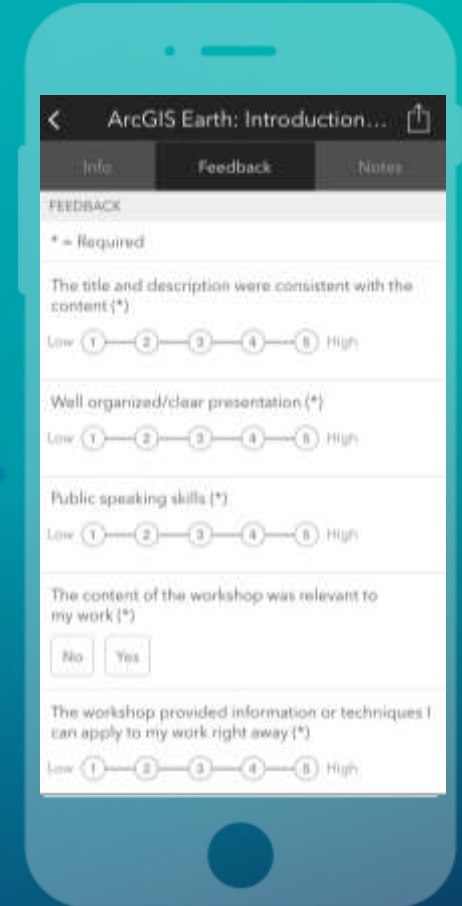 ArcGIS Earth: Introduction...
Info Feedback Notes
FEEDBACK
* = Required
The title and description were consistent with the
content (*)
Low 1 2 3 4 5 High
Well organized/clear presentation (*)
Low 1 2 3 4 5 High
Public speaking skills (*)
Low 1 2 3 4 5 High
The content of the workshop was relevant to
my work (*)
No Yes
The workshop provided information or techniques I
can apply to my work right away (*)
Low 1 2 3 4 5 High